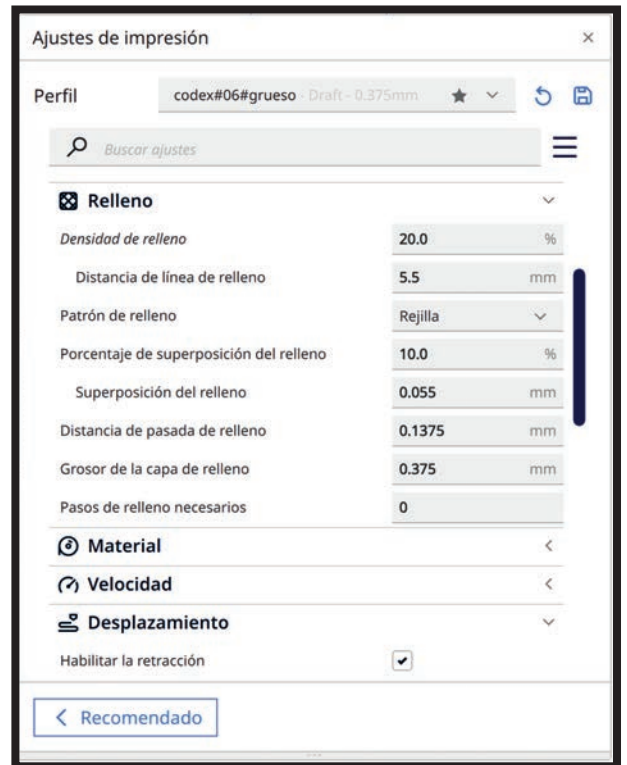 Ajustes de impresión
Perfil codex#06#grueso - Draft - 0.375mm
Buscar ajustes
Relleno
Densidad de relleno 20.0 %
Distancia de línea de relleno 5.5 mm
Patrón de relleno Rejilla
Porcentaje de superposición del relleno 10.0 %
Superposición del relleno 0.055 mm
Distancia de pasada de relleno 0.1375 mm
Grosor de la capa de relleno 0.375 mm
Pasos de relleno necesarios 0
Material
Velocidad
Desplazamiento
Habilitar la retracción
Recomendado